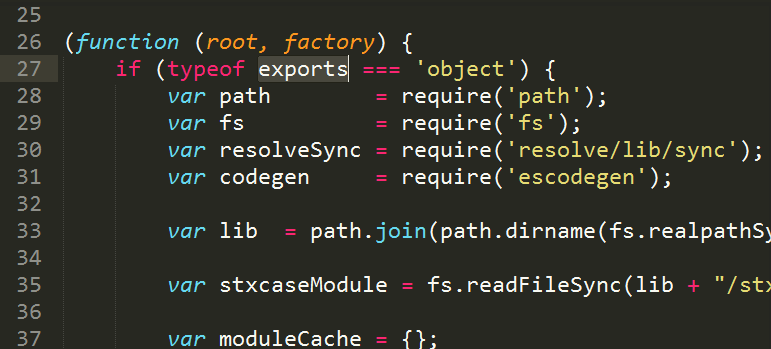 25
26 (function (root, factory) {
27     if (typeof exports === 'object') {
28         var path        = require('path');
29         var fs          = require('fs');
30         var resolveSync = require('resolve/lib/sync');
31         var codegen     = require('escodegen');
32
33         var lib  = path.join(path.dirname(fs.realpathSy
34
35         var stxcaseModule = fs.readFileSync(lib + "/stx
36
37         var moduleCache = {};